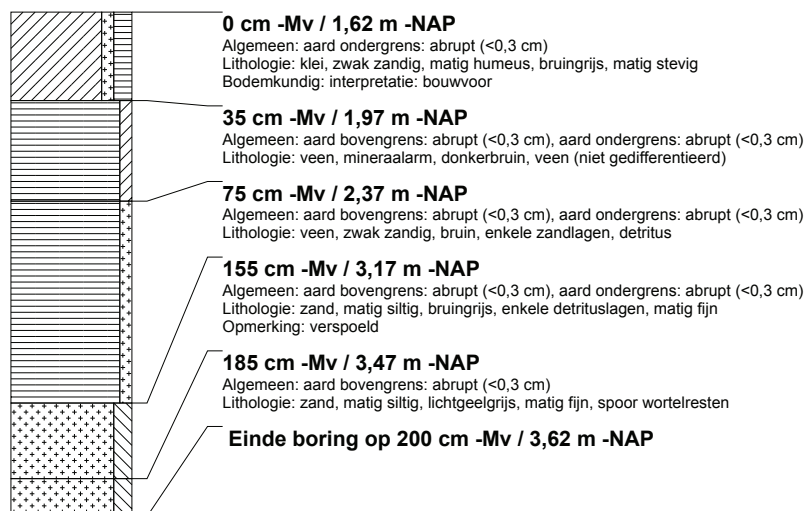 0 cm -Mv / 1,62 m -NAP
Algemeen: aard ondergrens: abrupt (<0,3 cm)
Lithologie: klei, zwak zandig, matig humeus, bruingrijs, matig stevig
Bodemkundig: interpretatie: bouwvoor
35 cm -Mv / 1,97 m -NAP
Algemeen: aard bovengrens: abrupt (<0,3 cm), aard ondergrens: abrupt (<0,3 cm)
Lithologie: veen, mineraalarm, donkerbruin, veen (niet gedifferentieerd)
75 cm -Mv / 2,37 m -NAP
Algemeen: aard bovengrens: abrupt (<0,3 cm), aard ondergrens: abrupt (<0,3 cm)
Lithologie: veen, zwak zandig, bruin, enkele zandlagen, detritus
155 cm -Mv / 3,17 m -NAP
Algemeen: aard bovengrens: abrupt (<0,3 cm), aard ondergrens: abrupt (<0,3 cm)
Lithologie: zand, matig siltig, bruingrijs, enkele detrituslagen, matig fijn
Opmerking: verspoeld
185 cm -Mv / 3,47 m -NAP
Algemeen: aard bovengrens: abrupt (<0,3 cm)
Lithologie: zand, matig siltig, lichtgeelgrijs, matig fijn, spoor wortelresten
Einde boring op 200 cm -Mv / 3,62 m -NAP